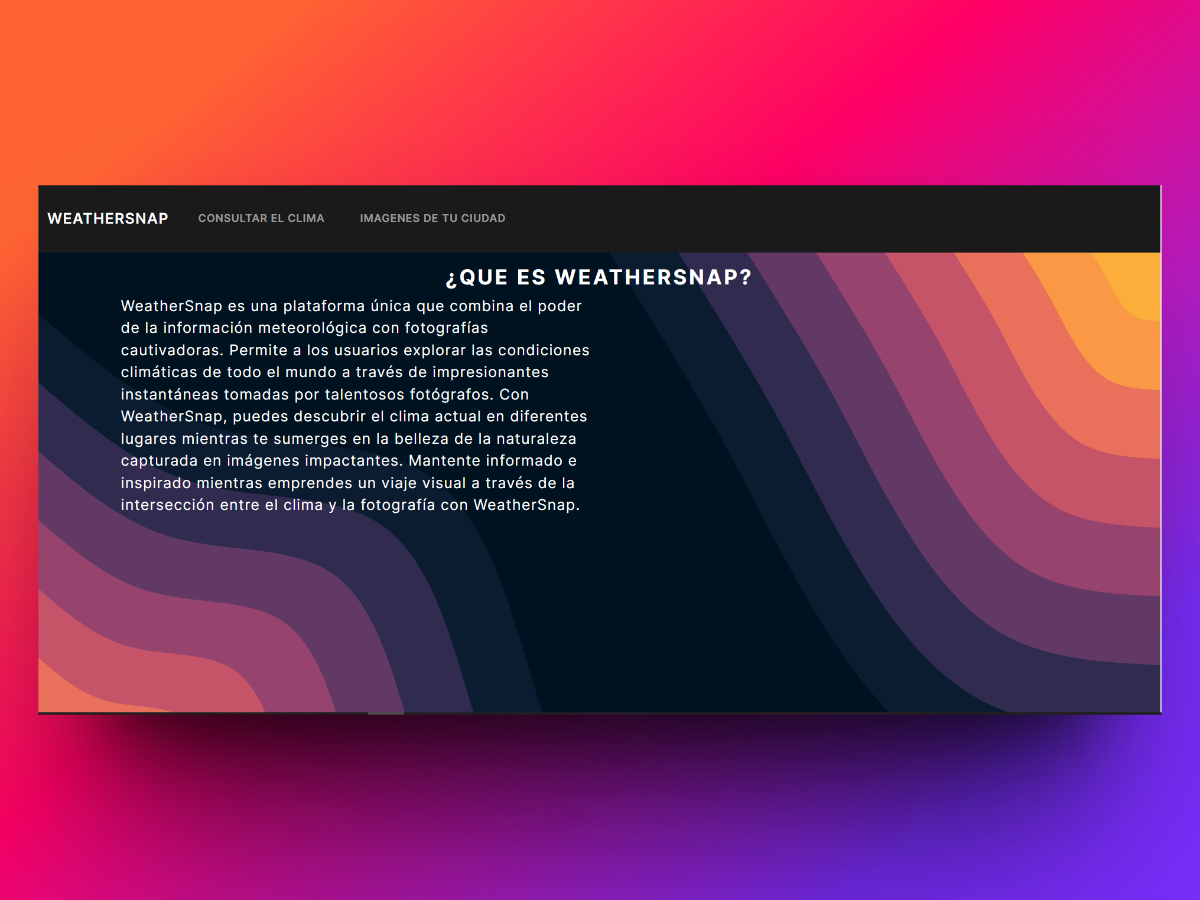 WEATHERSNAP CONSULTAR EL CLIMA IMAGENES DE TU CIUDAD
¿QUE ES WEATHERSNAP?
WeatherSnap es una plataforma única que combina el poder
de la información meteorológica con fotografías
cautivadoras. Permite a los usuarios explorar las condiciones
climáticas de todo el mundo a través de impresionantes
instantáneas tomadas por talentosos fotógrafos. Con
WeatherSnap, puedes descubrir el clima actual en diferentes
lugares mientras te sumerges en la belleza de la naturaleza
capturada en imágenes impactantes. Mantente informado e
inspirado mientras emprendes un viaje visual a través de la
intersección entre el clima y la fotografía con WeatherSnap.